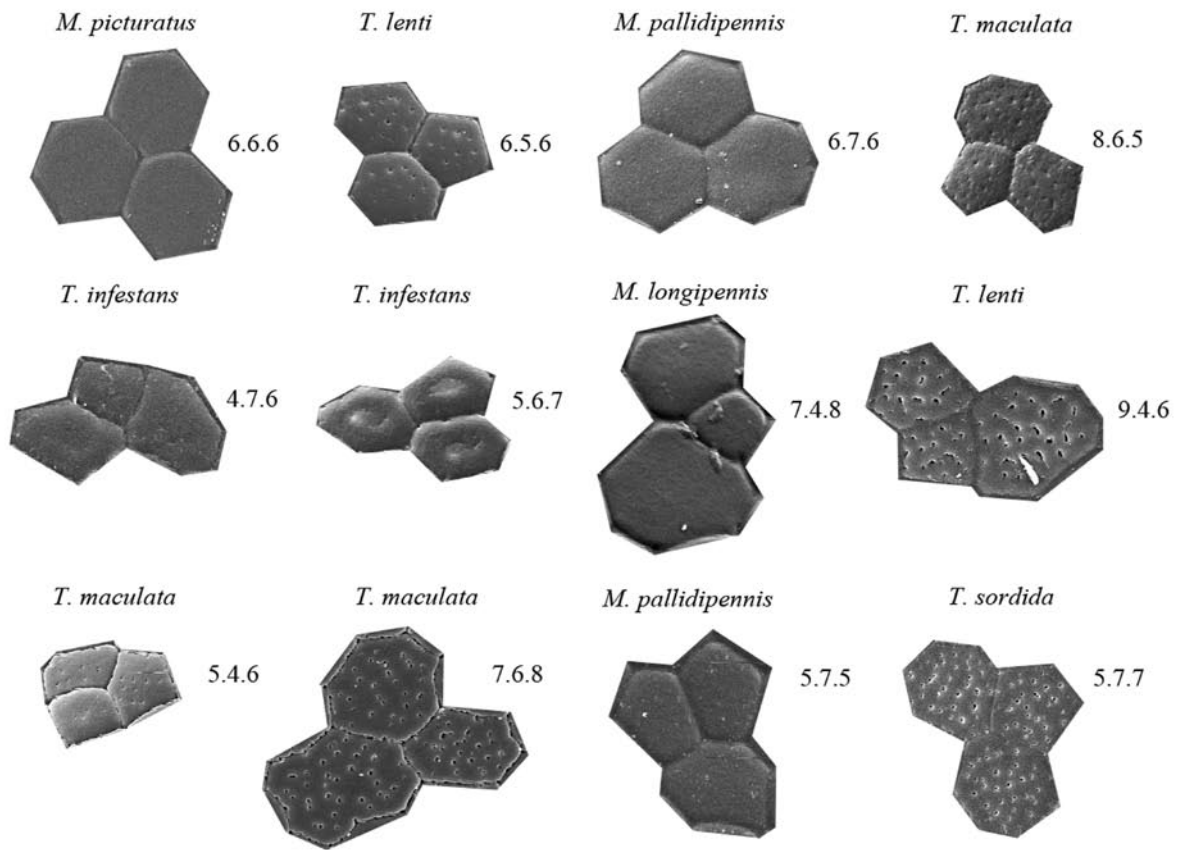 M. picturatus
T. lenti
M. pallidipennis
T. maculata
6.6.6
6.5.6
6.7.6
8.6.5
T. infestans
T. infestans
M. longipennis
T. lenti
4.7.6
5.6.7
7.4.8
9.4.6
T. maculata
T. maculata
M. pallidipennis
T. sordida
5.4.6
7.6.8
5.7.5
5.7.7